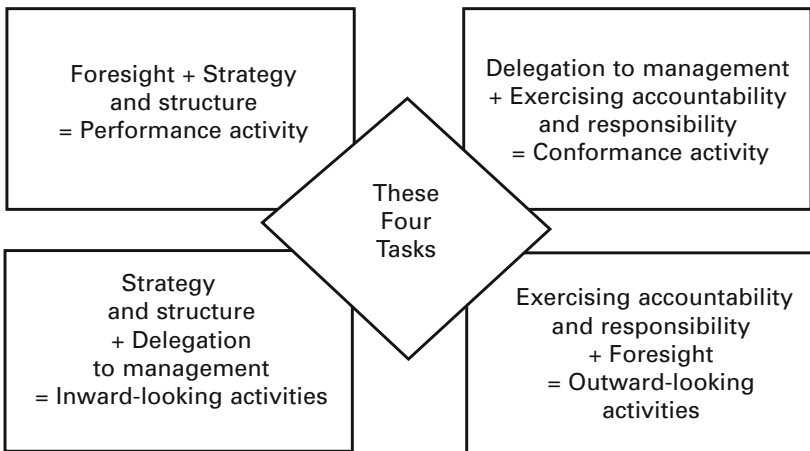 Foresight + Strategy
and structure
= Performance activity
Delegation to management
+ Exercising accountability
and responsibility
= Conformance activity
These
Four
Tasks
Strategy
and structure
+ Delegation
to management
= Inward-looking activities
Exercising accountability
and responsibility
+ Foresight
= Outward-looking
activities